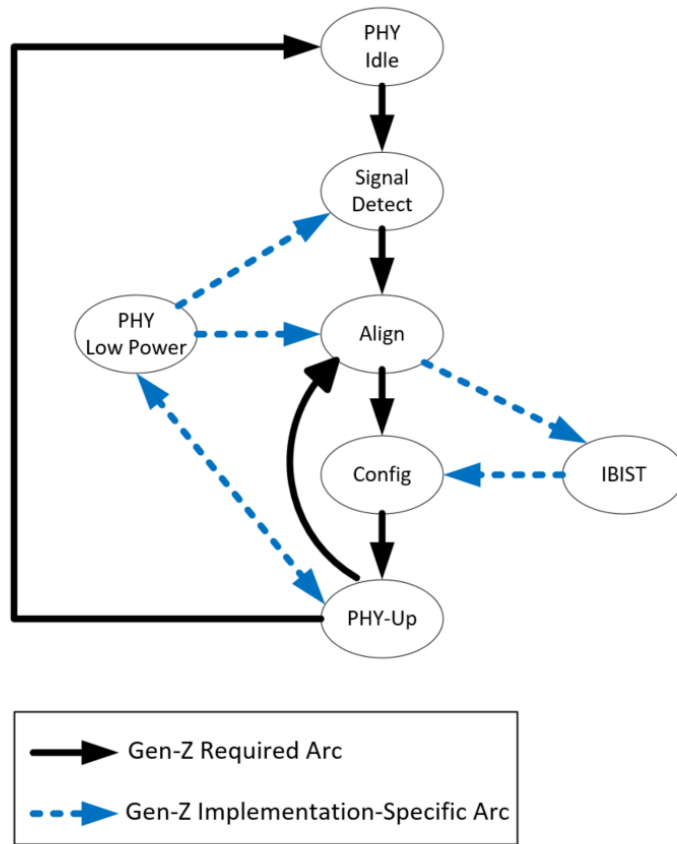 PHY
Idle
Signal
Detect
PHY
Low Power
Align
Config
IBIST
PHY-Up
Gen-Z Required Arc
Gen-Z Implementation-Specific Arc